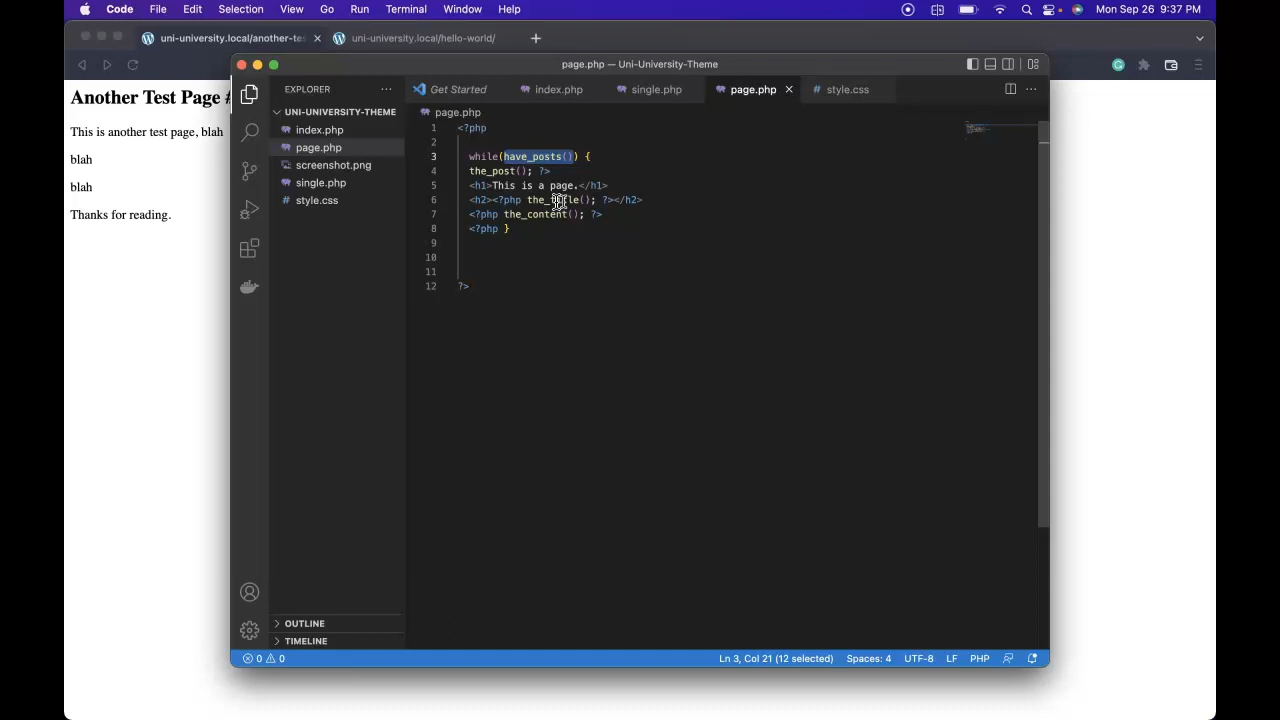 Code File Edit Selection View Go Run Terminal Window Help Mon Sep 26 9:37 PM
uni-university.local/another-tes uni-university.local/hello-world/
page.php — Uni-University-Theme
EXPLORER
Get Started index.php single.php page.php style.css
UNI-UNIVERSITY-THEME
index.php
page.php
screenshot.png
single.php
style.css
page.php
1 <?php
2
3 while(have_posts()) {
4 the_post(); ?>
5 <h1>This is a page.</h1>
6 <h2><?php the_title(); ?></h2>
7 <?php the_content(); ?>
8 <?php }
9
10
11
12 ?>
Another Test Page #
This is another test page, blah
blah
blah
Thanks for reading.
OUTLINE
TIMELINE
0 0 Ln 3, Col 21 (12 selected) Spaces: 4 UTF-8 LF PHP